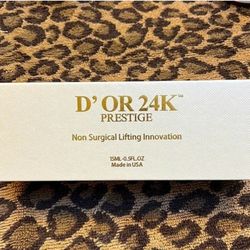 D' OR 24K™
PRESTIGE
Non Surgical Lifting Innovation
15ML-0.5FL.OZ
Made in USA